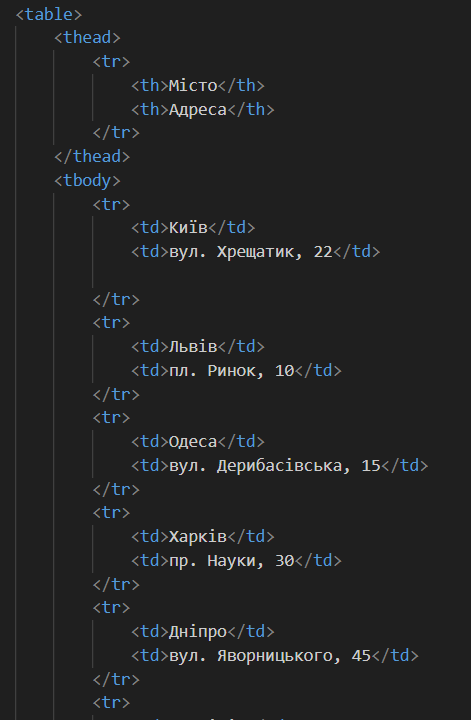 <table>
<thead>
<tr>
<th>Місто</th>
<th>Адреса</th>
</tr>
</thead>
<tbody>
<tr>
<td>Київ</td>
<td>вул. Хрещатик, 22</td>
</tr>
<tr>
<td>Львів</td>
<td>пл. Ринок, 10</td>
</tr>
<tr>
<td>Одеса</td>
<td>вул. Дерибасівська, 15</td>
</tr>
<tr>
<td>Харків</td>
<td>пр. Науки, 30</td>
</tr>
<tr>
<td>Дніпро</td>
<td>вул. Яворницького, 45</td>
</tr>
<tr>